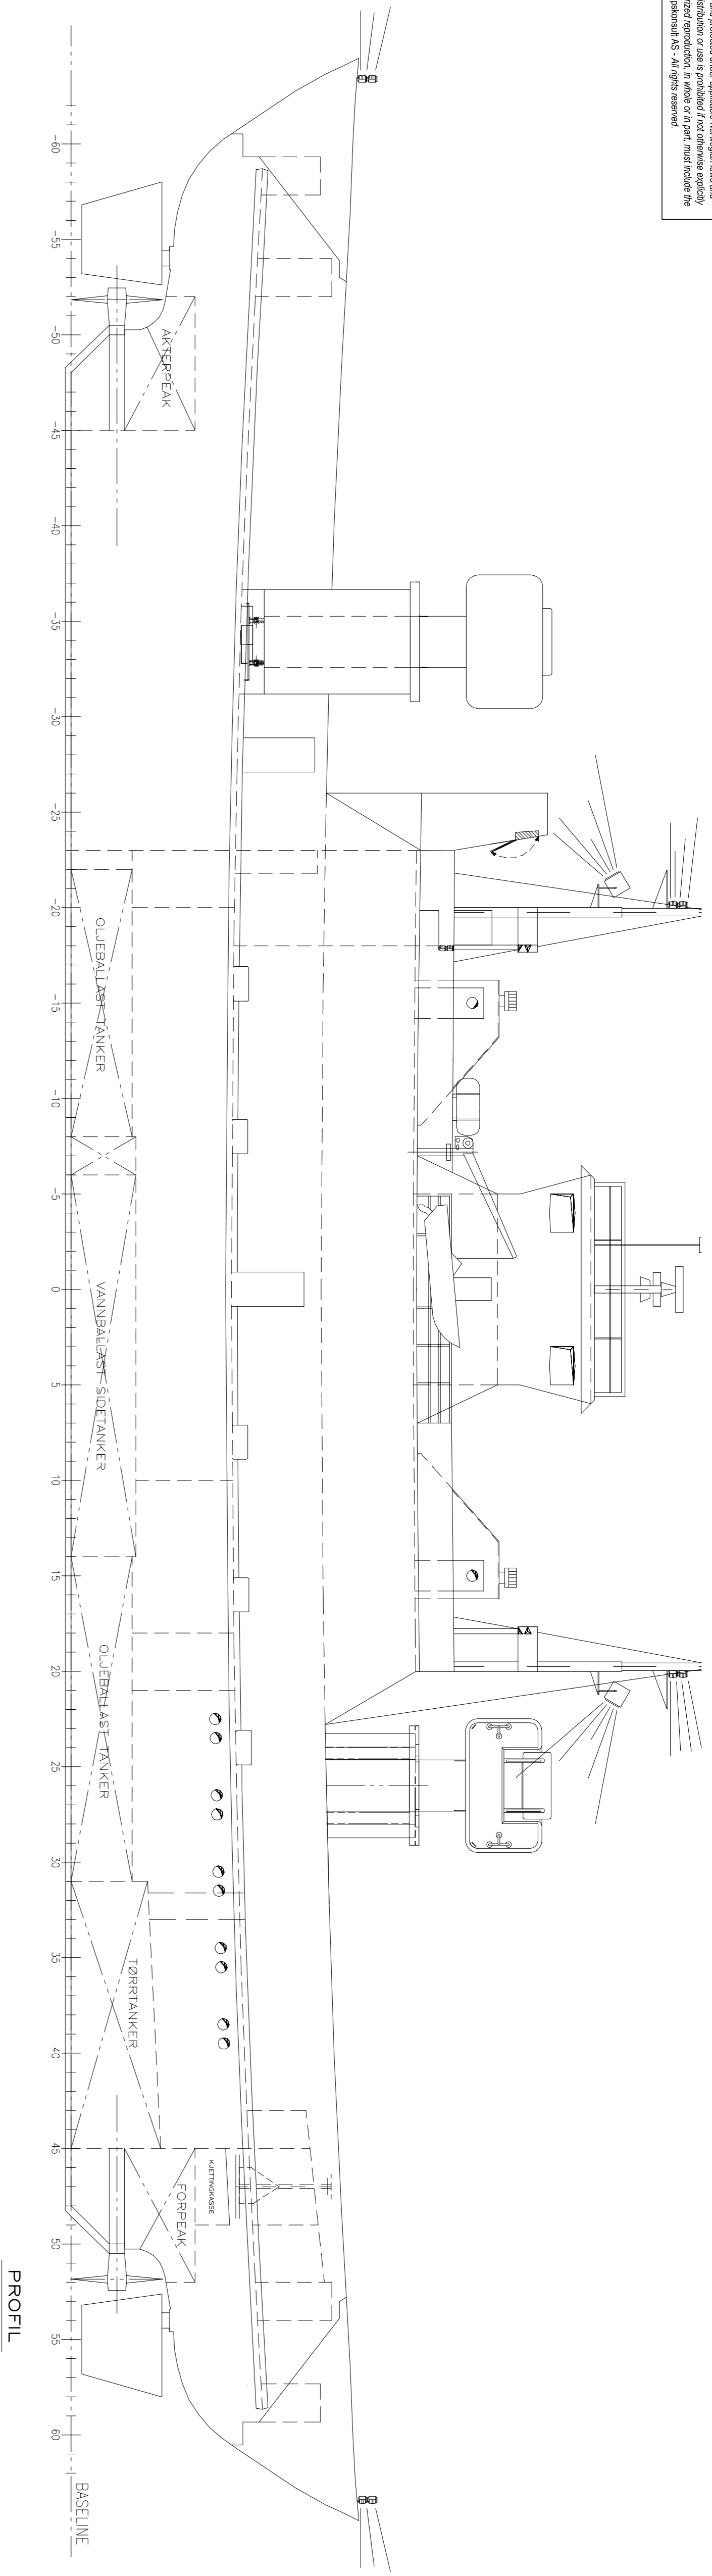 distribution or use is prohibited if not otherwise explicitly
rized reproduction, in whole or in part, must include the
pskonsult AS - All rights reserved.
AKTERPEAK
OLJEBALLAST TANKER
VANNBALLAST SIDETANKER
OLJEBALLAST TANKER
TØRRTANKER
KJETTINGKASSE
FORPEAK
-60 -55 -50 -45 -40 -35 -30 -25 -20 -15 -10 -5 0 5 10 15 20 25 30 35 40 45 50 55 60
BASELINE
PROFIL